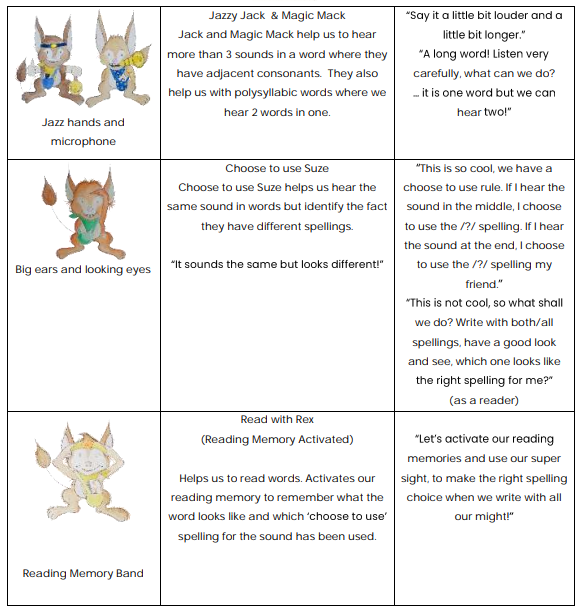 Jazz hands and
microphone
Jazzy Jack & Magic Mack
Jack and Magic Mack help us to hear
more than 3 sounds in a word where they
have adjacent consonants. They also
help us with polysyllabic words where we
hear 2 words in one.
“Say it a little bit louder and a
little bit longer.”
“A long word! Listen very
carefully, what can we do?
… it is one word but we can
hear two!”
Big ears and looking eyes
Choose to use Suze
Choose to use Suze helps us hear the
same sound in words but identify the fact
they have different spellings.
“It sounds the same but looks different!”
“This is so cool, we have a
choose to use rule. If I hear the
sound in the middle, I choose
to use the /?/ spelling. If I hear
the sound at the end, I choose
to use the /?/ spelling my
friend.”
“This is not cool, so what shall
we do? Write with both/all
spellings, have a good look
and see, which one looks like
the right spelling for me?”
(as a reader)
Reading Memory Band
Read with Rex
(Reading Memory Activated)
Helps us to read words. Activates our
reading memory to remember what the
word looks like and which ‘choose to use’
spelling for the sound has been used.
“Let’s activate our reading
memories and use our super
sight, to make the right spelling
choice when we write with all
our might!”